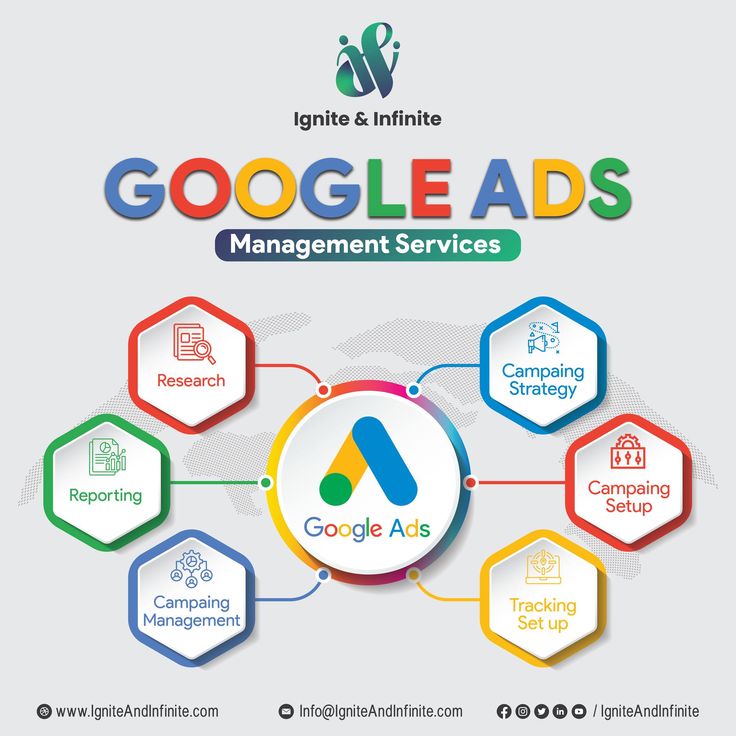 Ignite & Infinite
GOOGLE ADS
Management Services
Research
Campaing
Strategy
Reporting
Google Ads
Campaing
Setup
Campaing
Management
Tracking
Set up
www.IgniteAndInfinite.com
Info@IgniteAndInfinite.com
/ IgniteAndInfinite